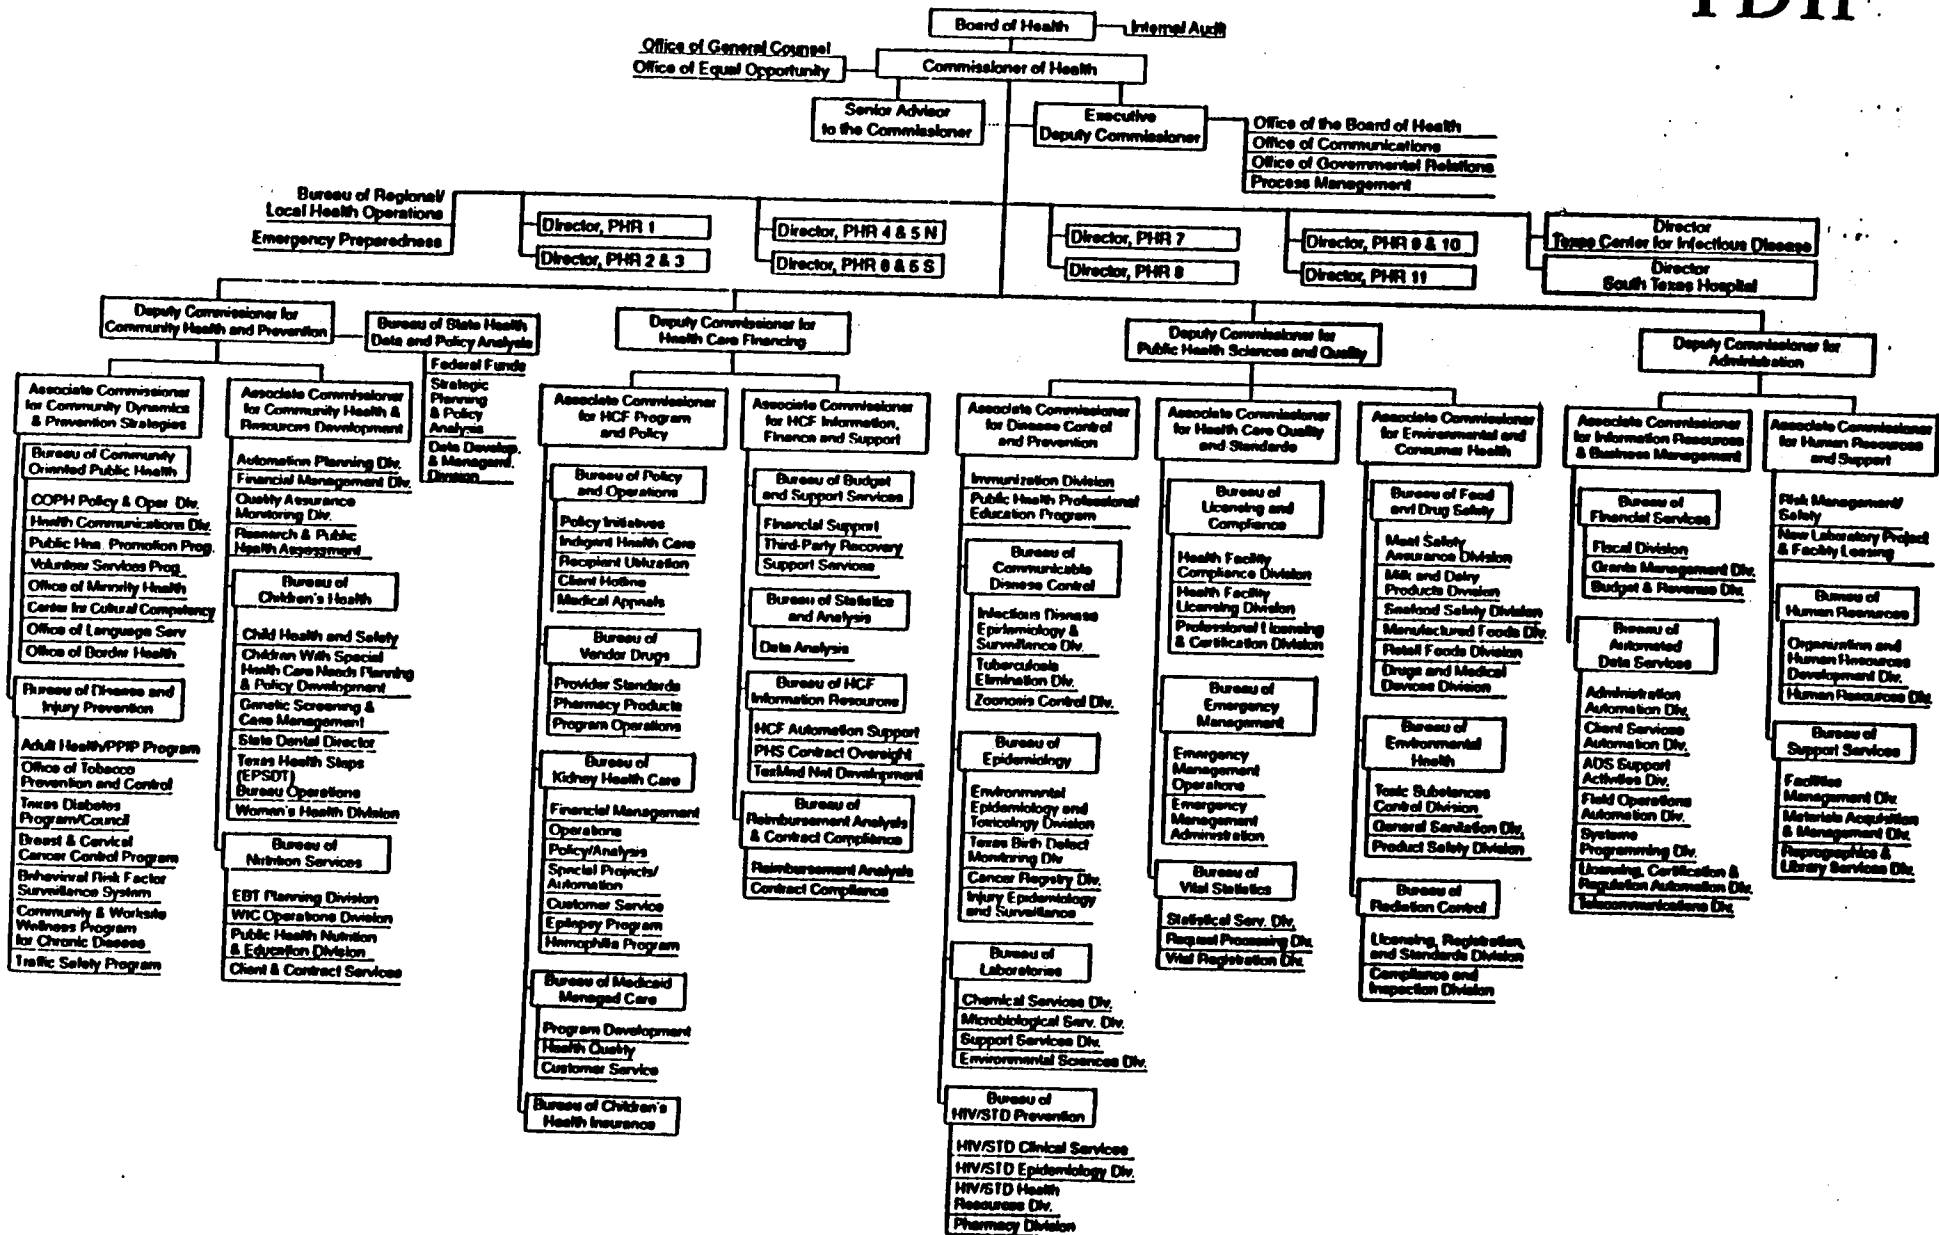 Board of Health
Internal Audit
Office of General Counsel
Office of Equal Opportunity
Commissioner of Health
Senior Advisor
to the Commissioner
Executive
Deputy Commissioner
Office of the Board of Health
Office of Communications
Office of Governmental Relations
Process Management
Bureau of Regional/
Local Health Operations
Emergency Preparedness
Director, PHR 1
Director, PHR 2 & 3
Director, PHR 4 & 5 N
Director, PHR 6 & 5 S
Director, PHR 7
Director, PHR 8
Director, PHR 9 & 10
Director, PHR 11
Director
Texas Center for Infectious Disease
Director
South Texas Hospital
Deputy Commissioner for
Community Health and Prevention
Bureau of State Health
Data and Policy Analysis
Federal Funds
Strategic
Planning
& Policy
Analysis
Data Develop.
& Managemt.
Division
Deputy Commissioner for
Health Care Financing
Deputy Commissioner for
Public Health Sciences and Quality
Deputy Commissioner for
Administration
Associate Commissioner
for Community Dynamics
& Prevention Strategies
Bureau of Community
Oriented Public Health
COPH Policy & Oper. Div.
Health Communications Div.
Public Hea. Promotion Prog.
Volunteer Services Prog.
Office of Minority Health
Center for Cultural Competency
Office of Language Serv
Office of Border Health
Bureau of Disease and
Injury Prevention
Adult Health/PPIP Program
Office of Tobacco
Prevention and Control
Texas Diabetes
Program/Council
Breast & Cervical
Cancer Control Program
Behavioral Risk Factor
Surveillance System
Community & Worksite
Wellness Program
for Chronic Disease
Traffic Safety Program
Associate Commissioner
for Community Health &
Resources Development
Automation Planning Div.
Financial Management Div.
Quality Assurance
Monitoring Div.
Research & Public
Health Assessment
Bureau of
Children's Health
Child Health and Safety
Children With Special
Health Care Needs Planning
& Policy Development
Genetic Screening &
Case Management
State Dental Director
Texas Health Steps
(EPSDT)
Bureau Operations
Women's Health Division
Bureau of
Nutrition Services
EBT Planning Division
WIC Operations Division
Public Health Nutrition
& Education Division
Client & Contract Services
Associate Commissioner
for HCF Program
and Policy
Bureau of Policy
and Operations
Policy Initiatives
Indigent Health Care
Recipient Utilization
Client Hotline
Medical Appeals
Bureau of
Vendor Drugs
Provider Standards
Pharmacy Products
Program Operations
Bureau of
Kidney Health Care
Financial Management
Operations
Policy/Analysis
Special Projects/
Automation
Customer Service
Epilepsy Program
Hemophilia Program
Bureau of Medicaid
Managed Care
Program Development
Health Quality
Customer Service
Bureau of Children's
Health Insurance
Associate Commissioner
for HCF Information,
Finance and Support
Bureau of Budget
and Support Services
Financial Support
Third-Party Recovery
Support Services
Bureau of Statistics
and Analysis
Data Analysis
Bureau of HCF
Information Resources
HCF Automation Support
PHS Contract Oversight
TexMed Net Development
Bureau of
Reimbursement Analysis
& Contract Compliance
Reimbursement Analysis
Contract Compliance
Associate Commissioner
for Disease Control
and Prevention
Immunization Division
Public Health Professional
Education Program
Bureau of
Communicable
Disease Control
Infectious Disease
Epidemiology &
Surveillance Div.
Tuberculosis
Elimination Div.
Zoonosis Control Div.
Bureau of
Epidemiology
Environmental
Epidemiology and
Toxicology Division
Texas Birth Defect
Monitoring Div
Cancer Registry Div.
Injury Epidemiology
and Surveillance
Bureau of
Laboratories
Chemical Services Div.
Microbiological Serv. Div.
Support Services Div.
Environmental Sciences Div.
Bureau of
HIV/STD Prevention
HIV/STD Clinical Services
HIV/STD Epidemiology Div.
HIV/STD Health
Resources Div.
Pharmacy Division
Associate Commissioner
for Health Care Quality
and Standards
Bureau of
Licensing and
Compliance
Health Facility
Compliance Division
Health Facility
Licensing Division
Professional Licensing
& Certification Division
Bureau of
Emergency
Management
Emergency
Management
Operations
Emergency
Management
Administration
Bureau of
Vital Statistics
Statistical Serv. Div.
Request Processing Div.
Vital Registration Div.
Associate Commissioner
for Environmental and
Consumer Health
Bureau of Food
and Drug Safety
Meat Safety
Assurance Division
Milk and Dairy
Products Division
Seafood Safety Division
Manufactured Foods Div.
Retail Foods Division
Drugs and Medical
Devices Division
Bureau of
Environmental
Health
Toxic Substances
Control Division
General Sanitation Div.
Product Safety Division
Bureau of
Radiation Control
Licensing, Registration,
and Standards Division
Compliance and
Inspection Division
Associate Commissioner
for Information Resources
& Business Management
Bureau of
Financial Services
Fiscal Division
Grants Management Div.
Budget & Revenue Div.
Bureau of
Automated
Data Services
Administration
Automation Div.
Client Services
Automation Div.
ADS Support
Activities Div.
Field Operations
Automation Div.
Systems
Programming Div.
Licensing, Certification &
Regulation Automation Div.
Telecommunications Div.
Associate Commissioner
for Human Resources
and Support
Risk Management/
Safety
New Laboratory Project
& Facility Leasing
Bureau of
Human Resources
Organization and
Human Resources
Development Div.
Human Resources Div.
Bureau of
Support Services
Facilities
Management Div.
Materials Acquisition
& Management Div.
Reprographics &
Library Services Div.